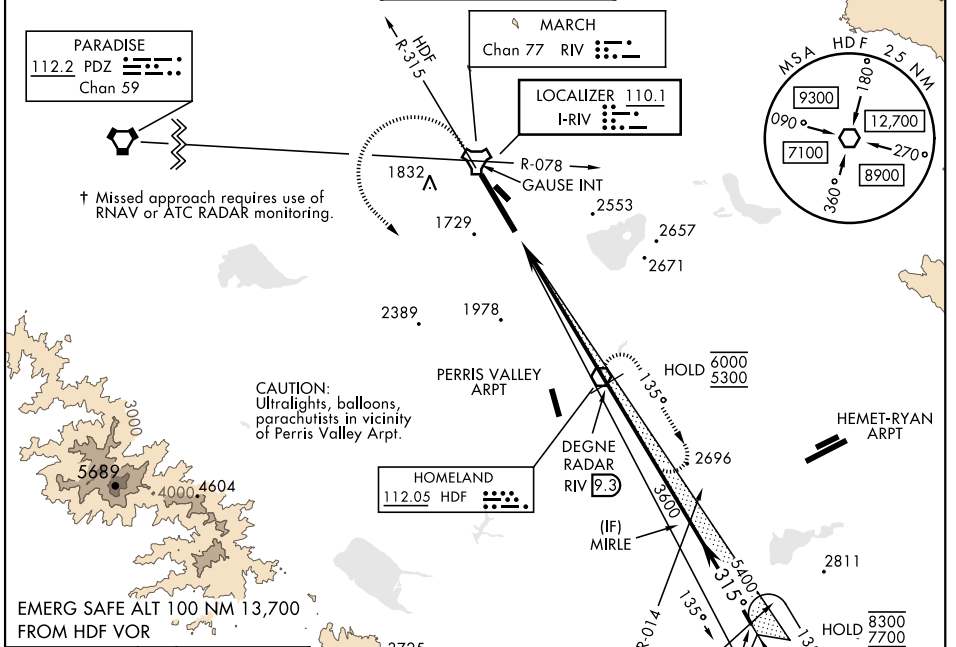 PARADISE
112.2 PDZ
Chan 59
HDF
R-315
MARCH
Chan 77 RIV
LOCALIZER 110.1
I-RIV
MSA HDF 25 NM
180°
9300
090°
12,700
7100
270°
8900
360°
R-078
GAUSE INT
1832
† Missed approach requires use of
RNAV or ATC RADAR monitoring.
1729
2553
2657
2671
2389
1978
PERRIS VALLEY
ARPT
HOLD 6000
5300
135°
CAUTION:
Ultralights, balloons,
parachutists in vicinity
of Perris Valley Arpt.
HEMET-RYAN
ARPT
3000
5689
4000
4604
DEGNE
RADAR
RIV 9.3
2696
HOMELAND
112.05 HDF
3600
(IF)
MIRLE
2811
5400
315°
135°
R-014
EMERG SAFE ALT 100 NM 13,700
FROM HDF VOR
HOLD 8300
7700